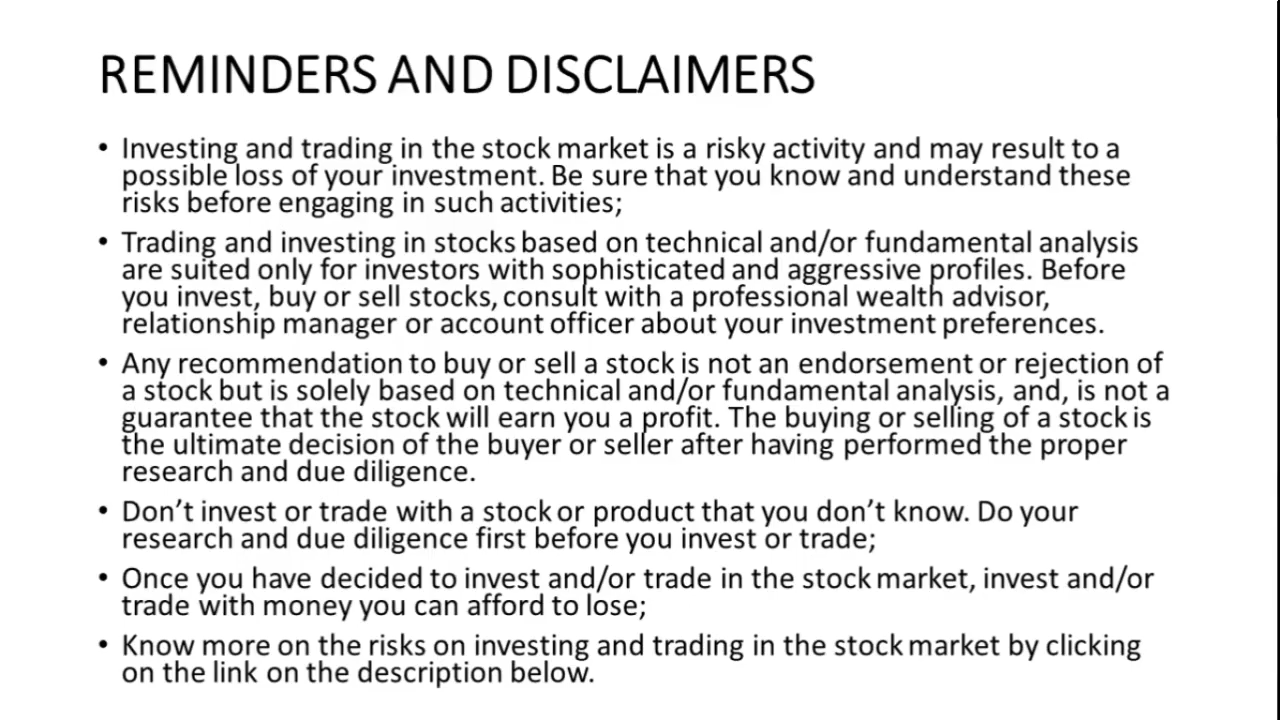 REMINDERS AND DISCLAIMERS
• Investing and trading in the stock market is a risky activity and may result to a
possible loss of your investment. Be sure that you know and understand these
risks before engaging in such activities;
• Trading and investing in stocks based on technical and/or fundamental analysis
are suited only for investors with sophisticated and aggressive profiles. Before
you invest, buy or sell stocks, consult with a professional wealth advisor,
relationship manager or account officer about your investment preferences.
• Any recommendation to buy or sell a stock is not an endorsement or rejection of
a stock but is solely based on technical and/or fundamental analysis, and, is not a
guarantee that the stock will earn you a profit. The buying or selling of a stock is
the ultimate decision of the buyer or seller after having performed the proper
research and due diligence.
• Don’t invest or trade with a stock or product that you don’t know. Do your
research and due diligence first before you invest or trade;
• Once you have decided to invest and/or trade in the stock market, invest and/or
trade with money you can afford to lose;
• Know more on the risks on investing and trading in the stock market by clicking
on the link on the description below.